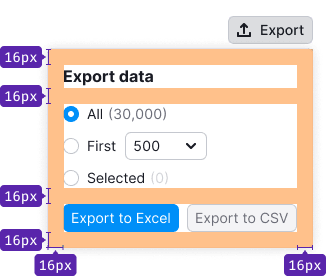 Export
16px
Export data
16px
All (30,000)
First 500
Selected (0)
16px
Export to Excel Export to CSV
16px
16px 16px